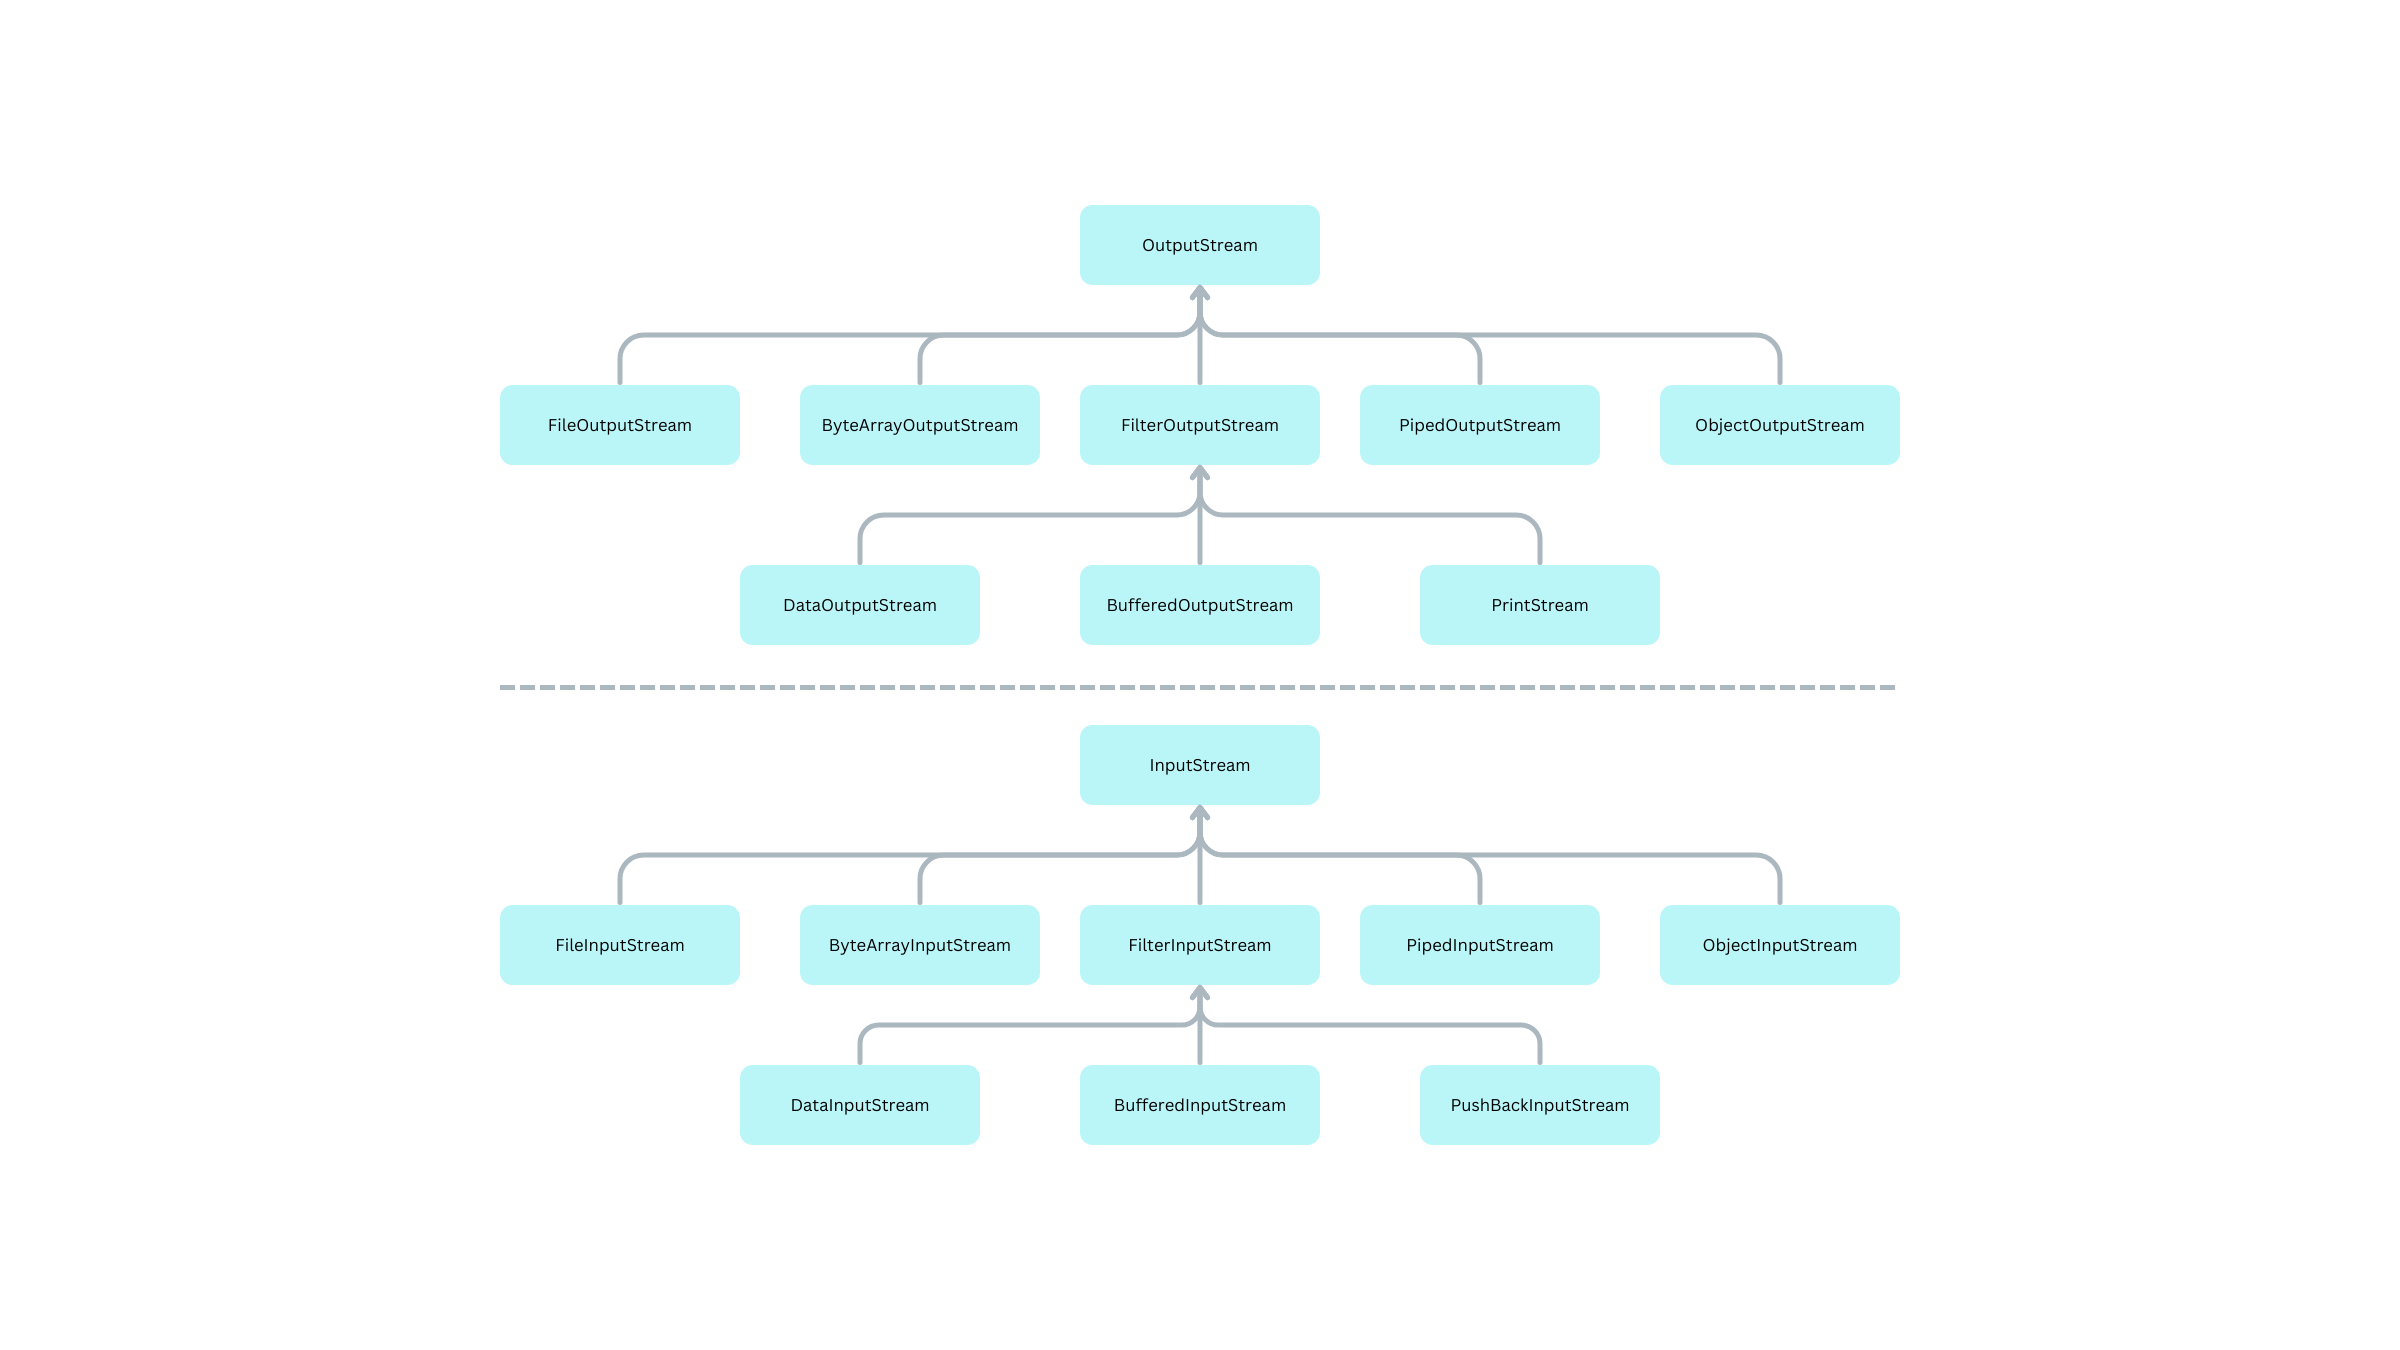 OutputStream
FileOutputStream
ByteArrayOutputStream
FilterOutputStream
PipedOutputStream
ObjectOutputStream
DataOutputStream
BufferedOutputStream
PrintStream
InputStream
FileInputStream
ByteArrayInputStream
FilterInputStream
PipedInputStream
ObjectInputStream
DataInputStream
BufferedInputStream
PushBackInputStream